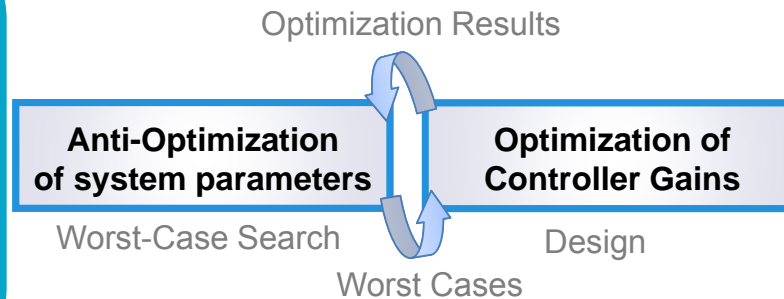 Optimization Results
Anti-Optimization
of system parameters
Optimization of
Controller Gains
Worst-Case Search
Design
Worst Cases